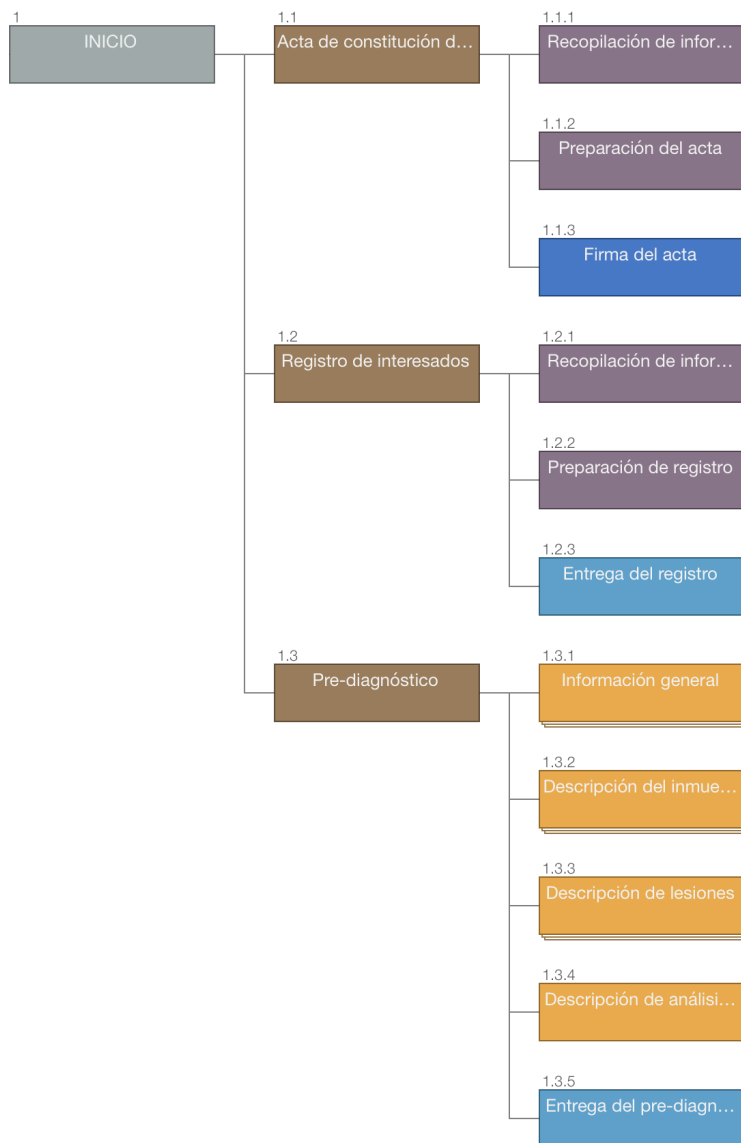 1
INICIO
1.1
Acta de constitución d…
1.1.1
Recopilación de infor…
1.1.2
Preparación del acta
1.1.3
Firma del acta
1.2
Registro de interesados
1.2.1
Recopilación de infor…
1.2.2
Preparación de registro
1.2.3
Entrega del registro
1.3
Pre-diagnóstico
1.3.1
Información general
1.3.2
Descripción del inmue…
1.3.3
Descripción de lesiones
1.3.4
Descripción de análisi…
1.3.5
Entrega del pre-diagn…